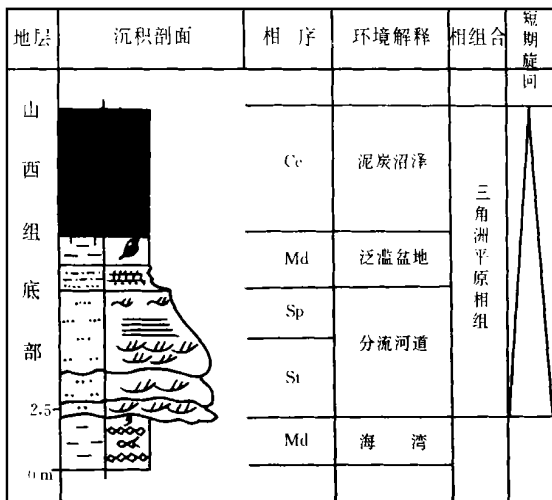 地层 沉积剖面 相序 环境解释 相组合 短期旋回
山西组底部
Cc 泥炭沼泽
Md 泛滥盆地
Sp
分流河道
St
三角洲平原相组
2.5
Md 海湾
0m